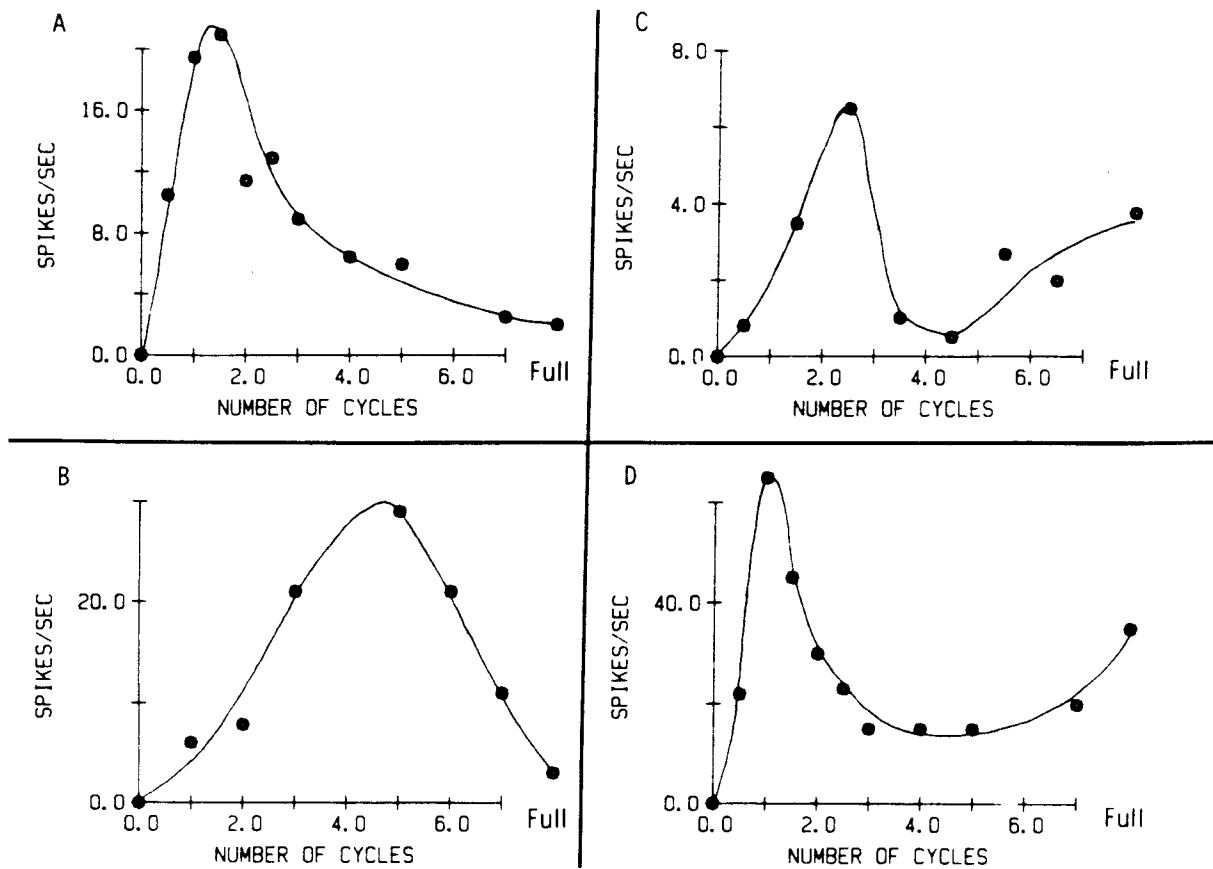 A
SPIKES/SEC
16.0
8.0
0.0
0.0 2.0 4.0 6.0 Full
NUMBER OF CYCLES
C
SPIKES/SEC
8.0
4.0
0.0
0.0 2.0 4.0 6.0 Full
NUMBER OF CYCLES
B
SPIKES/SEC
20.0
0.0
0.0 2.0 4.0 6.0 Full
NUMBER OF CYCLES
D
SPIKES/SEC
40.0
0.0
0.0 2.0 4.0 6.0 Full
NUMBER OF CYCLES